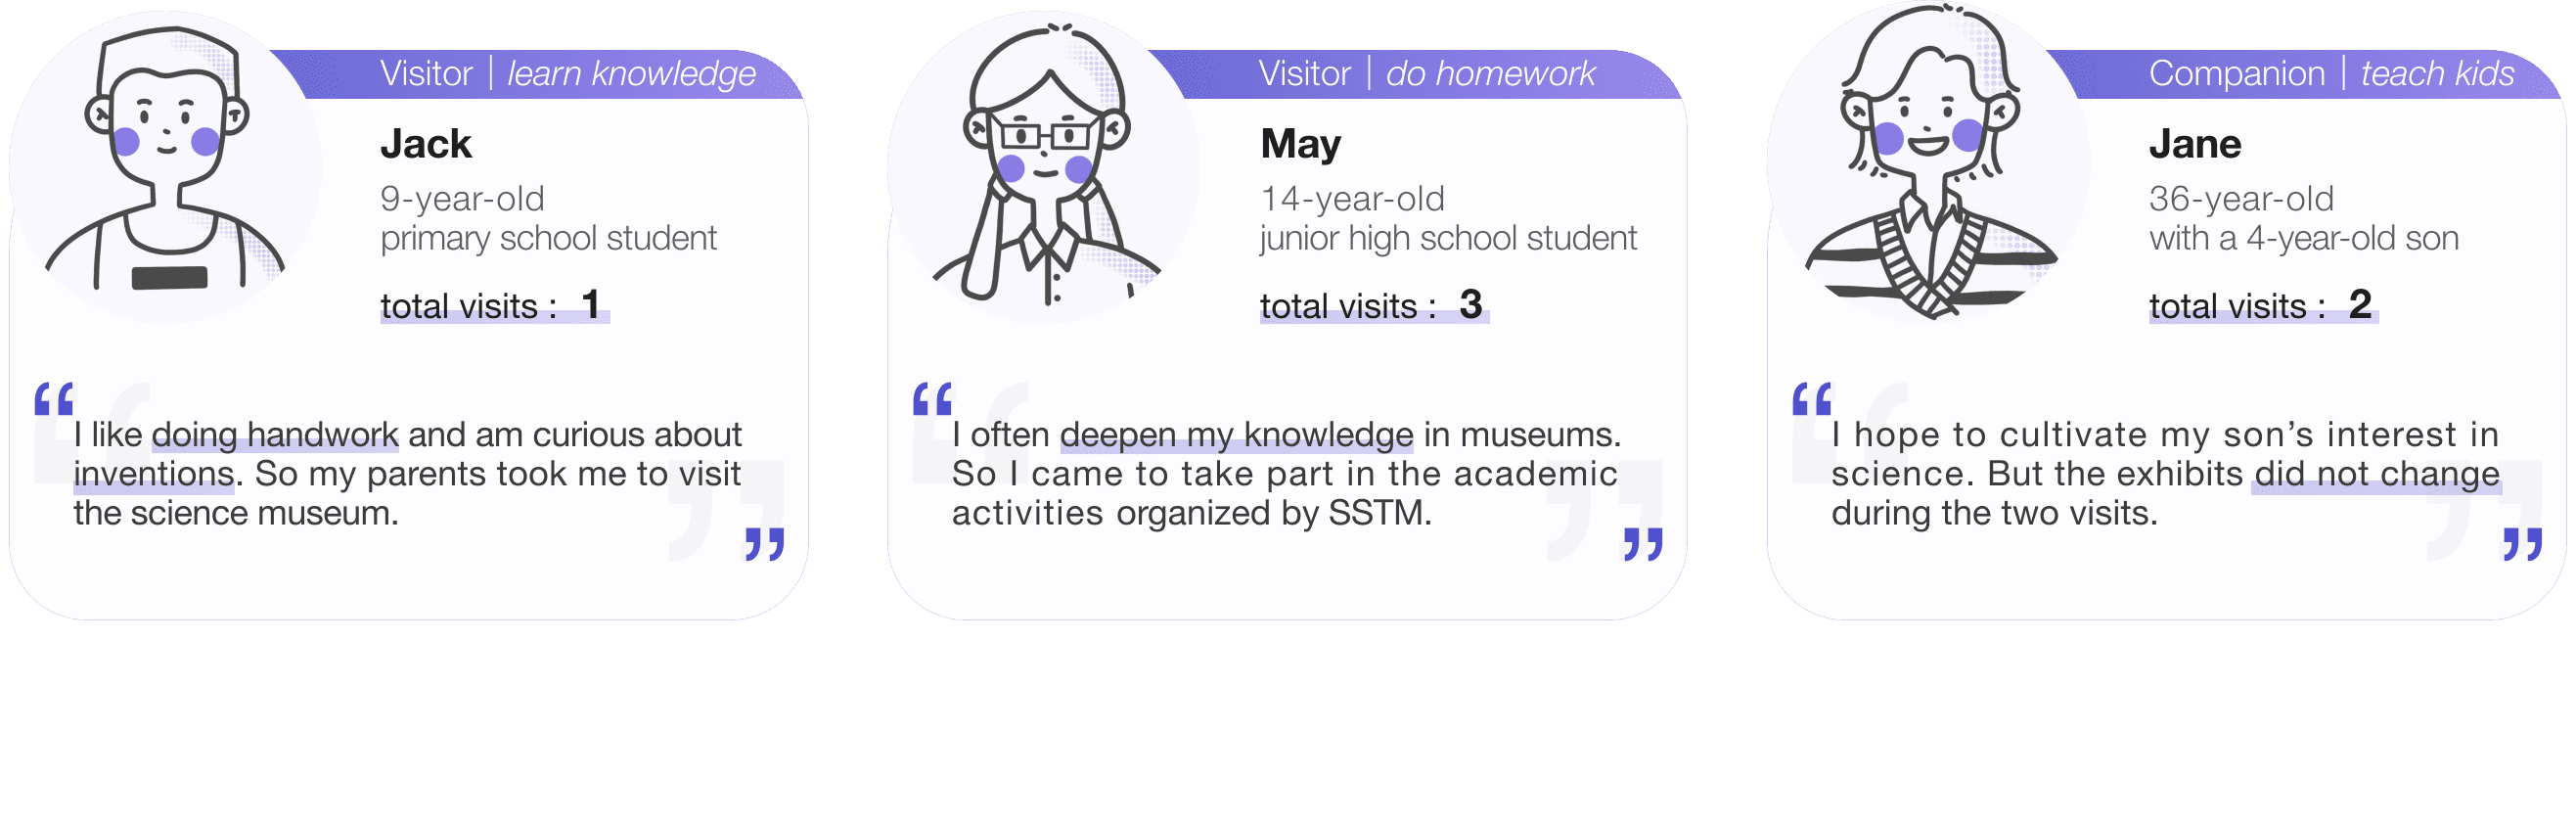 Visitor | learn knowledge
Jack
9-year-old
primary school student
total visits : 1
“
I like doing handwork and am curious about
inventions. So my parents took me to visit
the science museum.
”
Visitor | do homework
May
14-year-old
junior high school student
total visits : 3
“
I often deepen my knowledge in museums.
So I came to take part in the academic
activities organized by SSTM.
”
Companion | teach kids
Jane
36-year-old
with a 4-year-old son
total visits : 2
“
I hope to cultivate my son’s interest in
science. But the exhibits did not change
during the two visits.
”